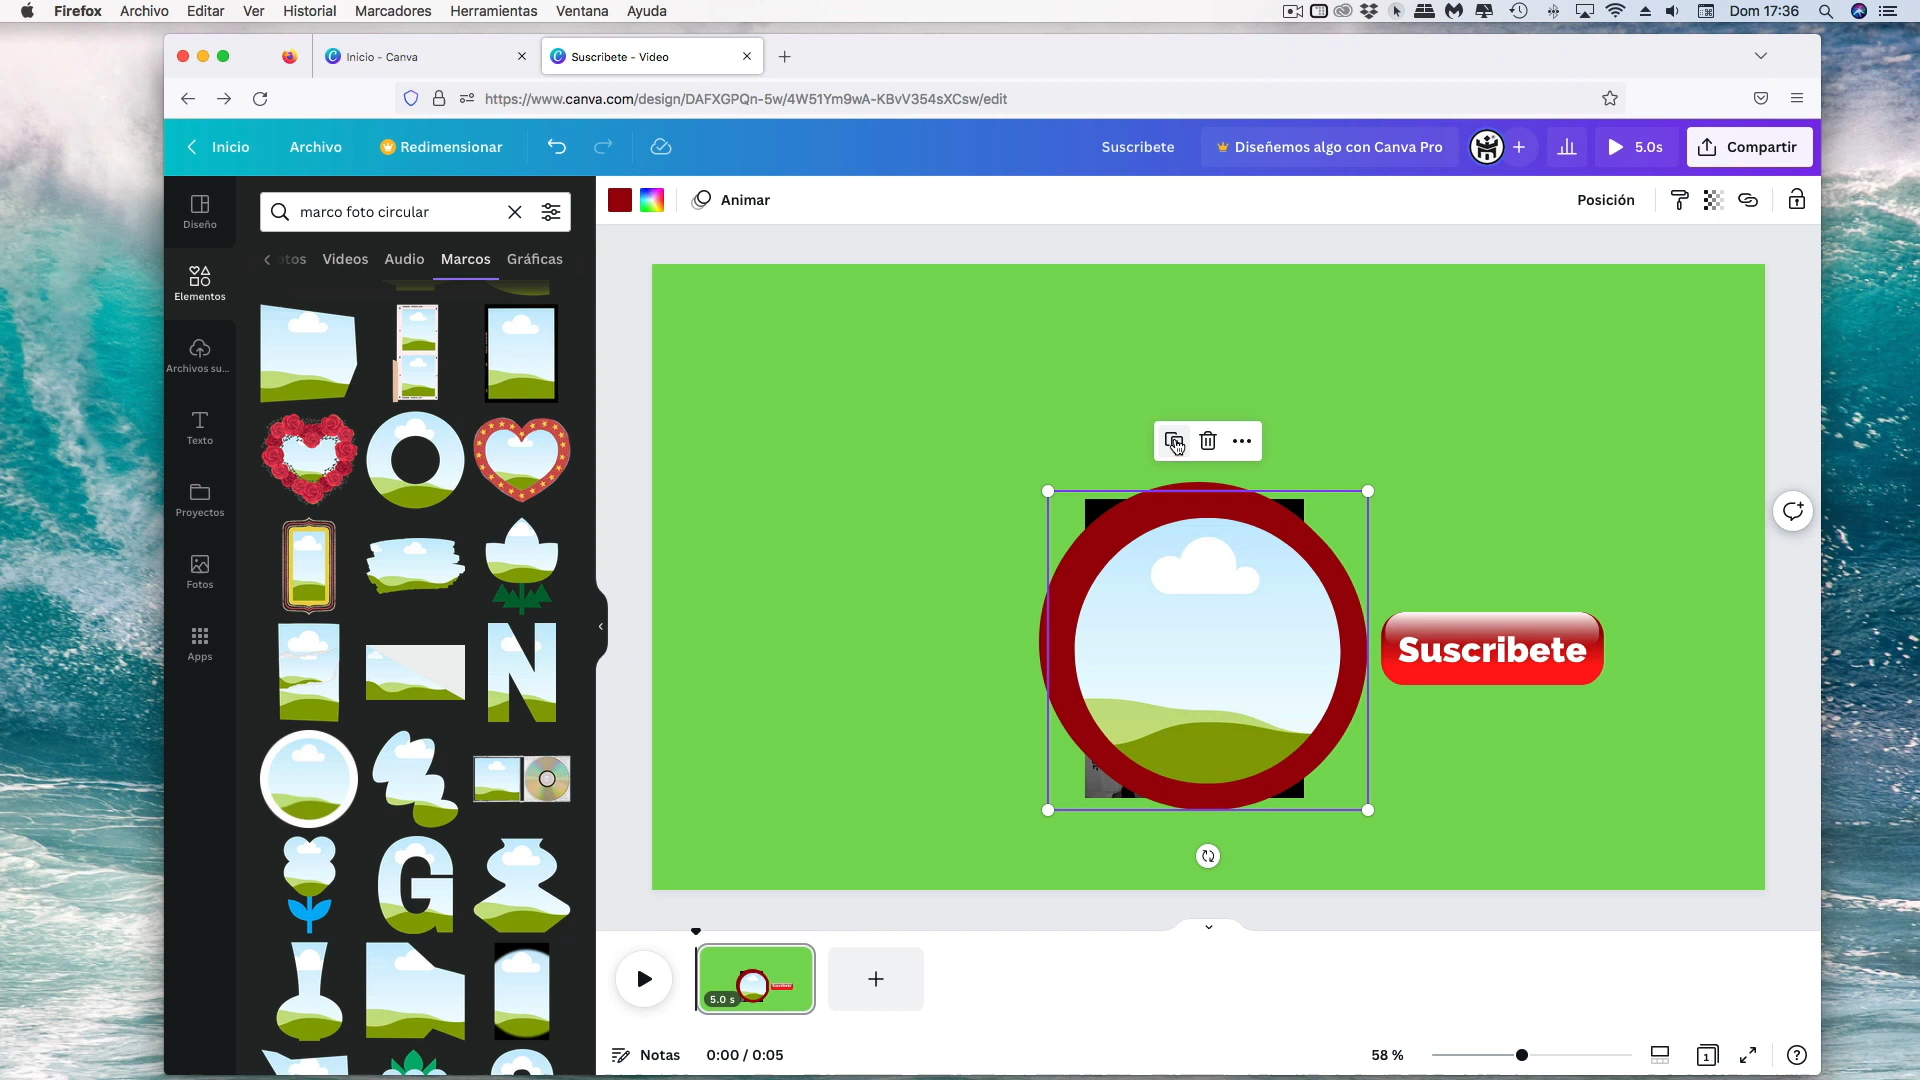 Firefox Archivo Editar Ver Historial Marcadores Herramientas Ventana Ayuda
Dom 17:36
Inicio - Canva
Suscribete - Video
https://www.canva.com/design/DAFXGPQn-5w/4W51Ym9wA-KBvV354sXCsw/edit
Inicio
Archivo
Redimensionar
Suscribete
Diseñemos algo con Canva Pro
5.0s
Compartir
Diseño
Elementos
Archivos su...
Texto
Proyectos
Fotos
Apps
marco foto circular
otos Videos Audio Marcos Gráficas
Animar
Posición
Suscribete
5.0 s
Notas
0:00 / 0:05
58 %
1